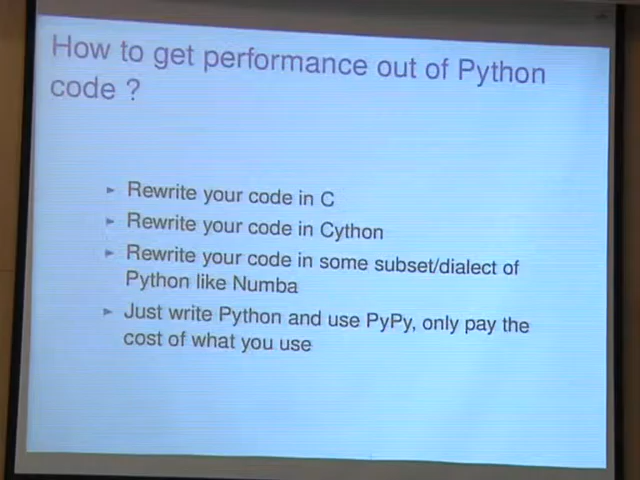 How to get performance out of Python
code ?
► Rewrite your code in C
► Rewrite your code in Cython
► Rewrite your code in some subset/dialect of
Python like Numba
► Just write Python and use PyPy, only pay the
cost of what you use